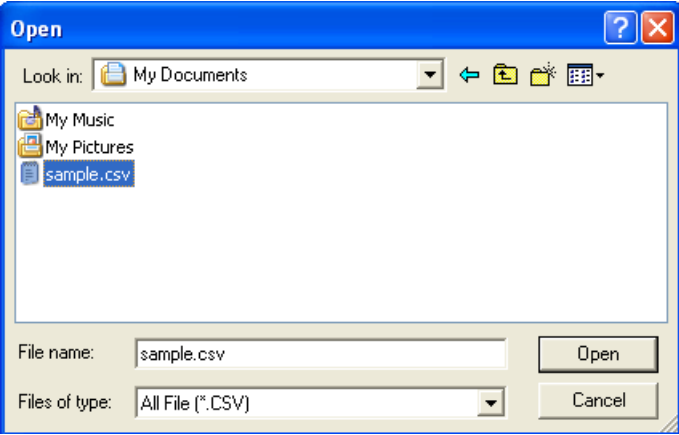 Open
Look in: My Documents
My Music
My Pictures
sample.csv
File name: sample.csv Open
Files of type: All File (*.CSV) Cancel